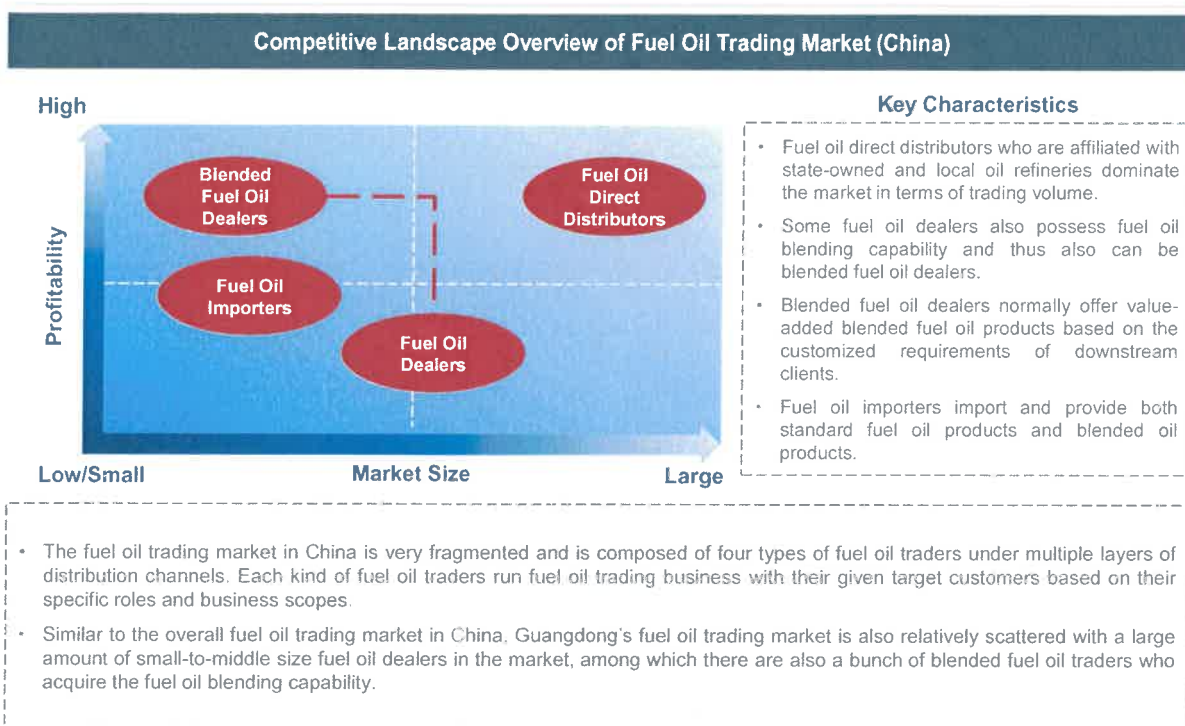 Competitive Landscape Overview of Fuel Oil Trading Market (China)
High
Profitability
Blended
Fuel Oil
Dealers
Fuel Oil
Direct
Distributors
Fuel Oil
Importers
Fuel Oil
Dealers
Low/Small
Market Size
Large
Key Characteristics
• Fuel oil direct distributors who are affiliated with
state-owned and local oil refineries dominate
the market in terms of trading volume.
• Some fuel oil dealers also possess fuel oil
blending capability and thus also can be
blended fuel oil dealers.
• Blended fuel oil dealers normally offer value-
added blended fuel oil products based on the
customized requirements of downstream
clients.
• Fuel oil importers import and provide both
standard fuel oil products and blended oil
products.
• The fuel oil trading market in China is very fragmented and is composed of four types of fuel oil traders under multiple layers of
distribution channels. Each kind of fuel oil traders run fuel oil trading business with their given target customers based on their
specific roles and business scopes.
• Similar to the overall fuel oil trading market in China, Guangdong's fuel oil trading market is also relatively scattered with a large
amount of small-to-middle size fuel oil dealers in the market, among which there are also a bunch of blended fuel oil traders who
acquire the fuel oil blending capability.